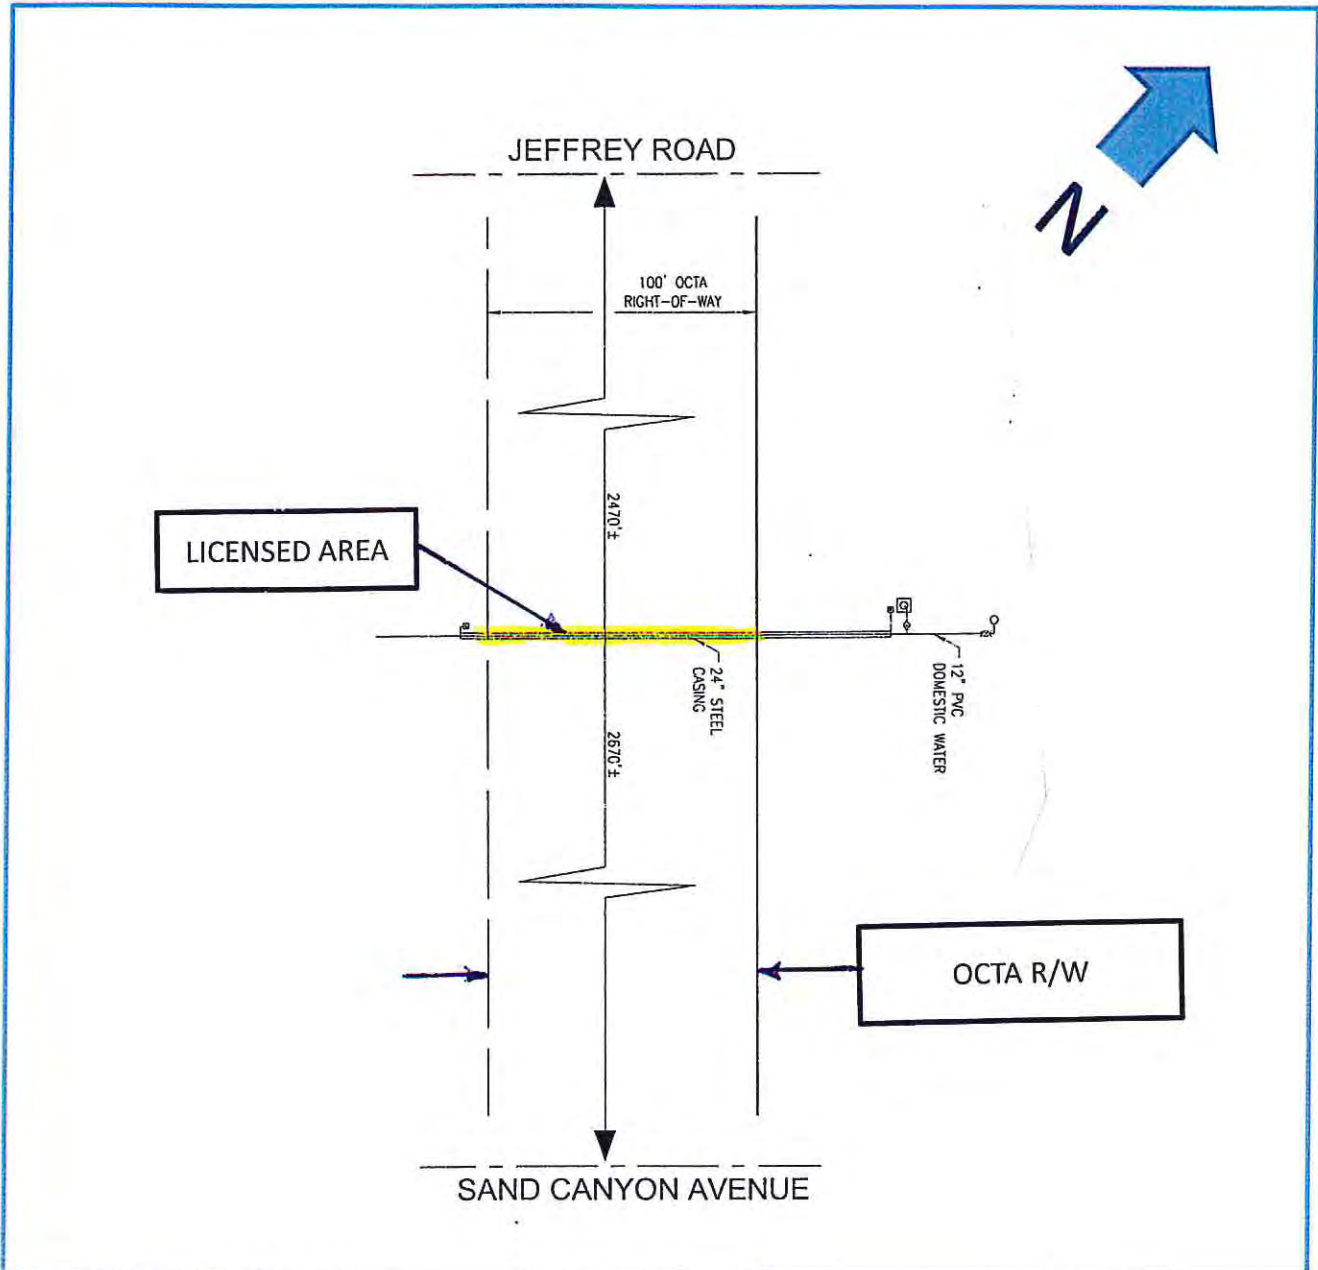 JEFFREY ROAD
N
100' OCTA
RIGHT-OF-WAY
2470'±
LICENSED AREA
24" STEEL
CASING
12" PVC
DOMESTIC WATER
2670'±
OCTA R/W
SAND CANYON AVENUE